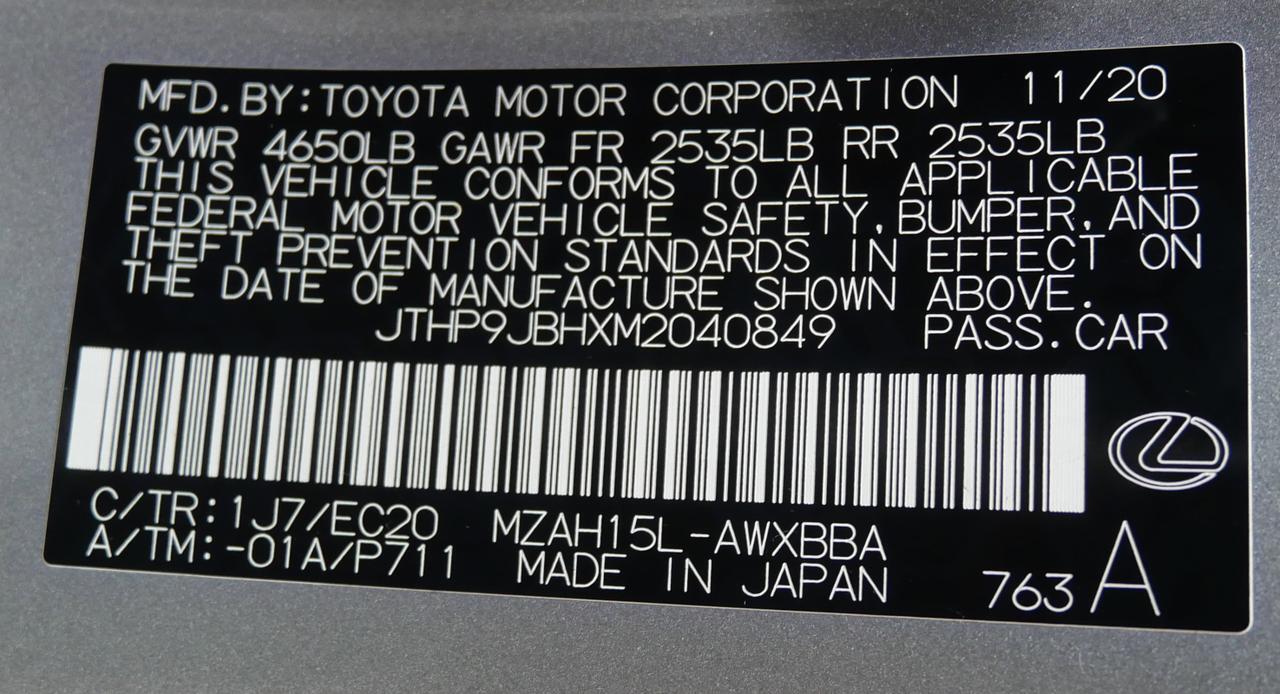 MFD. BY: TOYOTA MOTOR CORPORATION 11/20
GVWR 4650LB GAWR FR 2535LB RR 2535LB
THIS VEHICLE CONFORMS TO ALL APPLICABLE
FEDERAL MOTOR VEHICLE SAFETY, BUMPER, AND
THEFT PREVENTION STANDARDS IN EFFECT ON
THE DATE OF MANUFACTURE SHOWN ABOVE.
JTHP9JBHXM2040849 PASS. CAR
C/TR: 1J7/EC20 MZAH15L-AWXBBA
A/TM: -01A/P711 MADE IN JAPAN 763 A